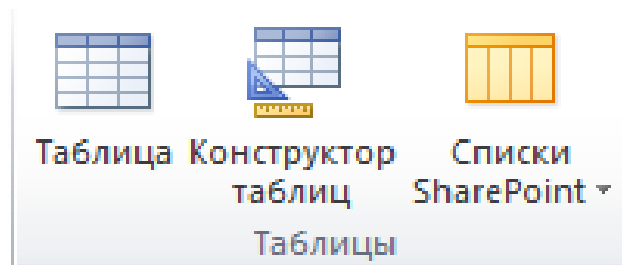 Таблица Конструктор Списки
таблиц SharePoint
Таблицы